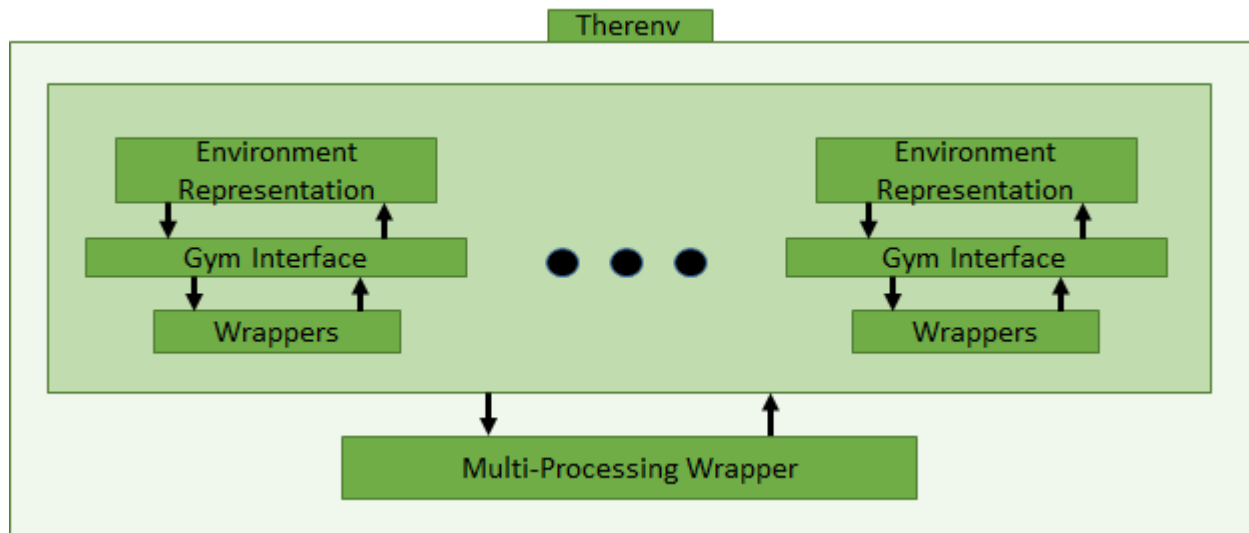 Therenv
Environment
Representation
Gym Interface
Wrappers
Environment
Representation
Gym Interface
Wrappers
Multi-Processing Wrapper